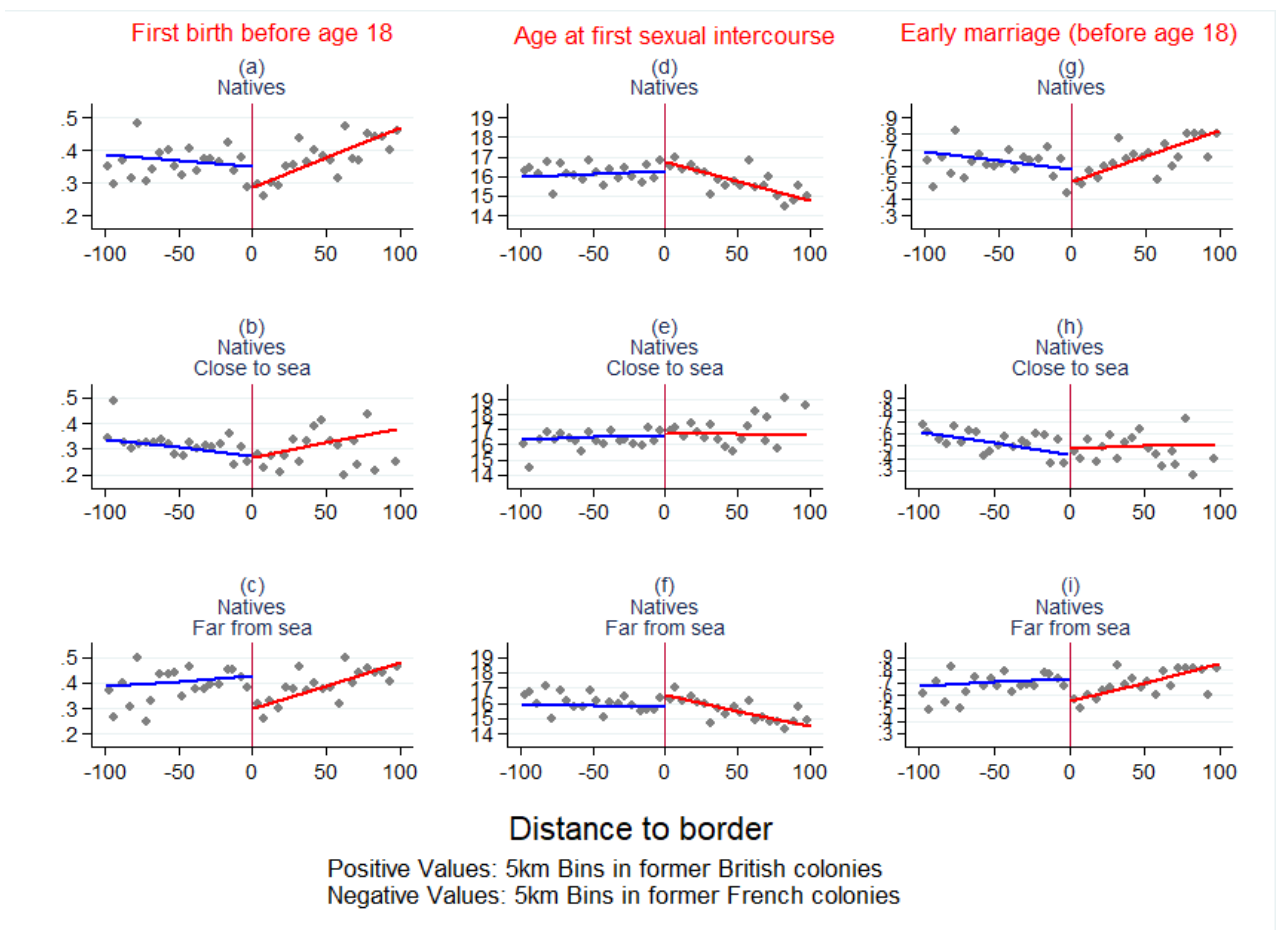 First birth before age 18
Age at first sexual intercourse
Early marriage (before age 18)
(a)
Natives
.5
.4
.3
.2
-100 -50 0 50 100
(d)
Natives
19
18
17
16
15
14
-100 -50 0 50 100
(g)
Natives
.9
.8
.7
.6
.5
.4
.3
-100 -50 0 50 100
(b)
Natives
Close to sea
.5
.4
.3
.2
-100 -50 0 50 100
(e)
Natives
Close to sea
19
18
17
16
15
14
-100 -50 0 50 100
(h)
Natives
Close to sea
.9
.8
.7
.6
.5
.4
.3
-100 -50 0 50 100
(c)
Natives
Far from sea
.5
.4
.3
.2
-100 -50 0 50 100
(f)
Natives
Far from sea
19
18
17
16
15
14
-100 -50 0 50 100
(i)
Natives
Far from sea
.9
.8
.7
.6
.5
.4
.3
-100 -50 0 50 100
Distance to border
Positive Values: 5km Bins in former British colonies
Negative Values: 5km Bins in former French colonies